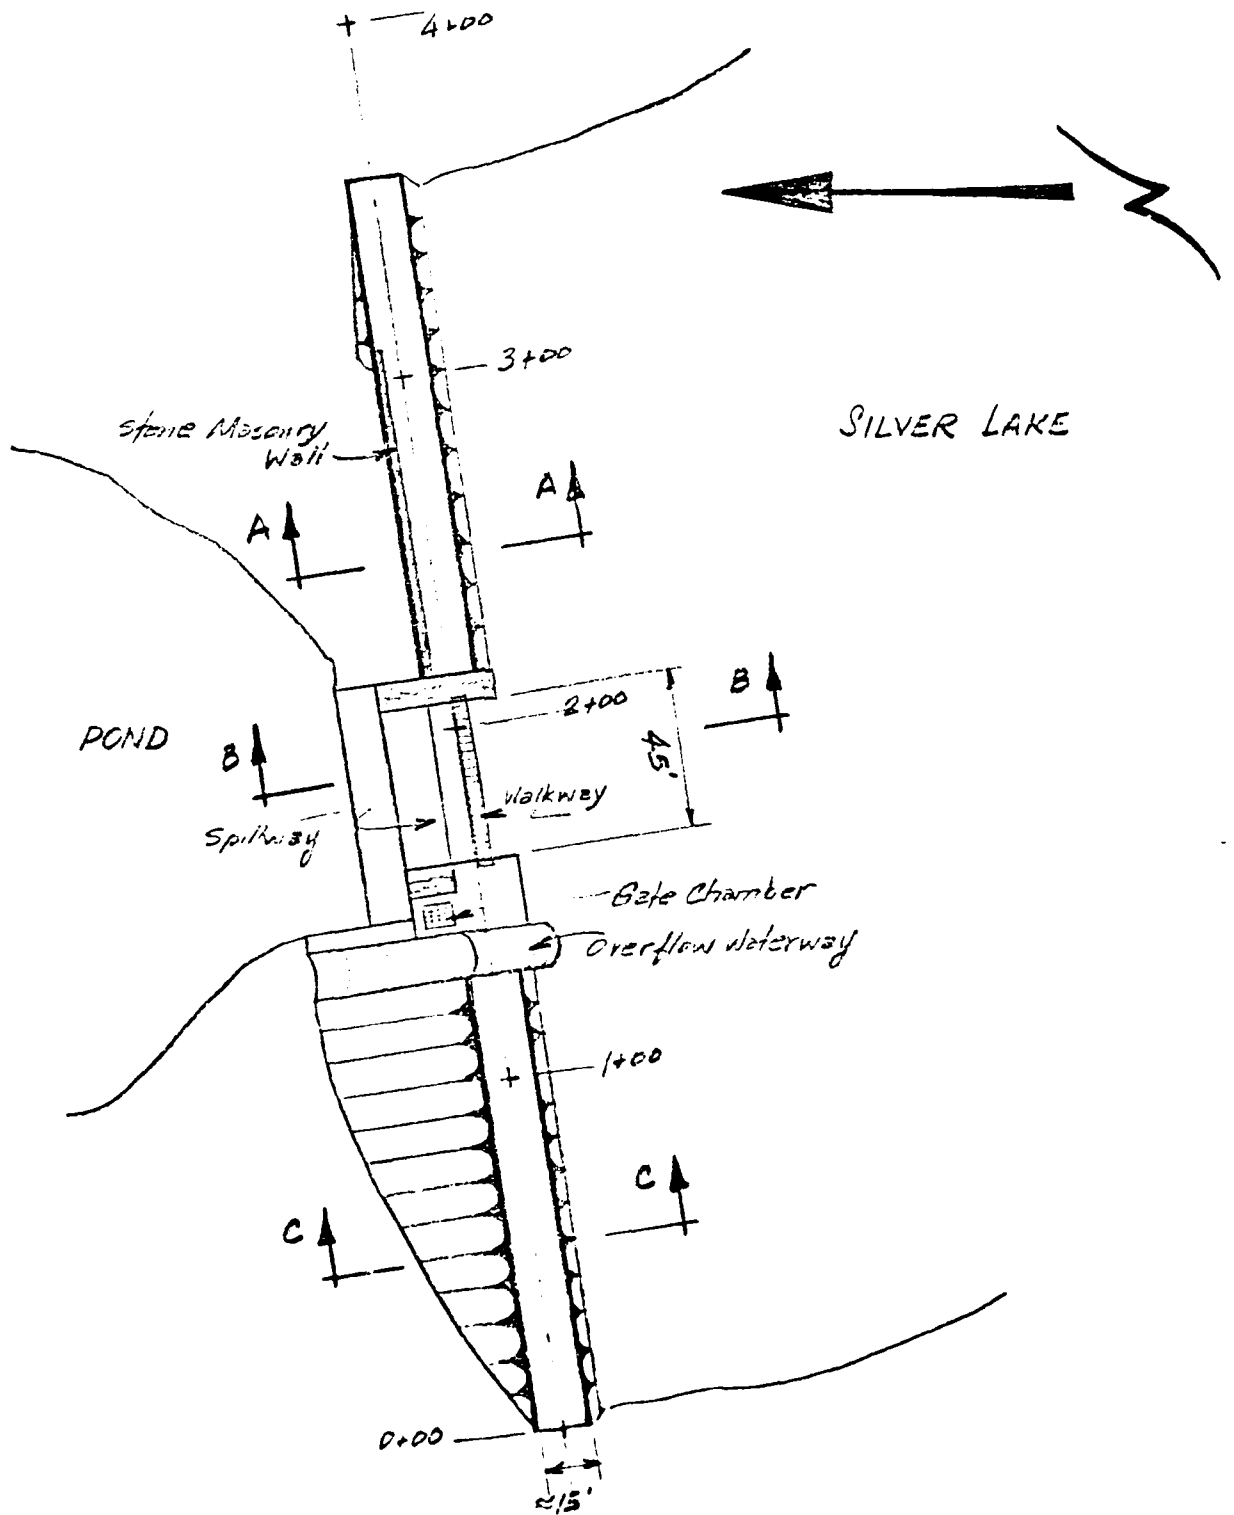 4+00
3+00
SILVER LAKE
Stone Masonry
Wall
A
A
B
2+00
POND
B
45'
Walkway
Spillway
Gate Chamber
Overflow Waterway
1+00
C
C
0+00
≈15'